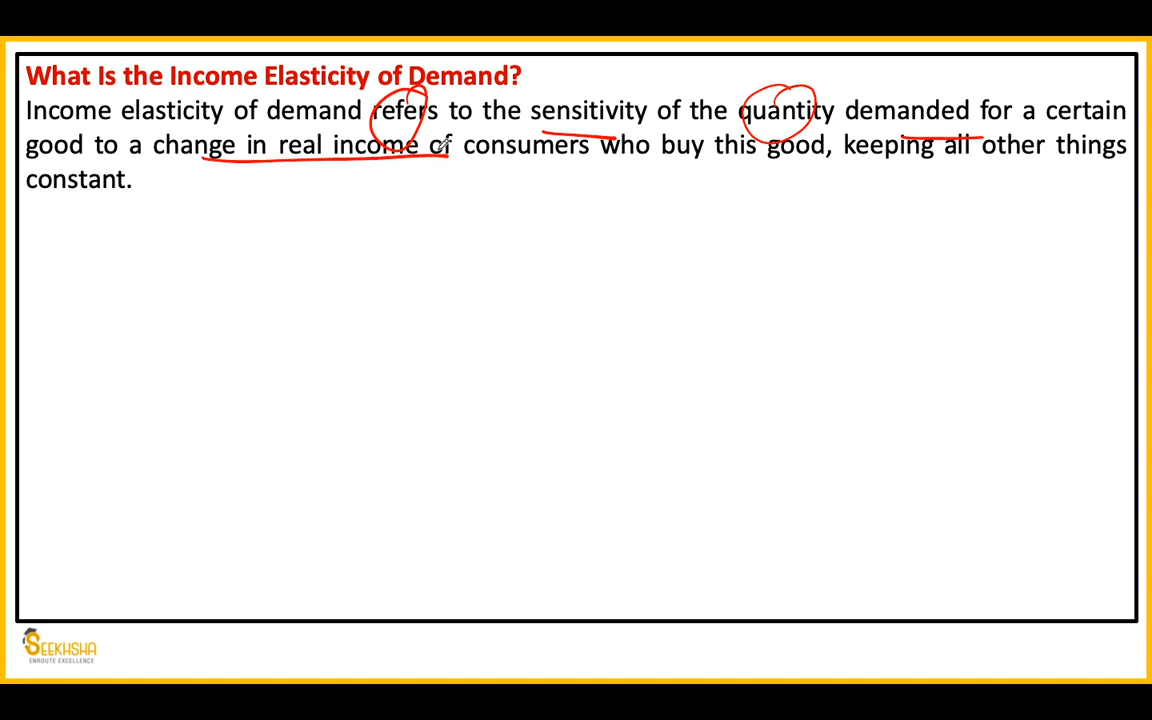 What Is the Income Elasticity of Demand?
Income elasticity of demand refers to the sensitivity of the quantity demanded for a certain
good to a change in real income of consumers who buy this good, keeping all other things
constant.
SEEKHSHA
ENROUTE EXCELLENCE